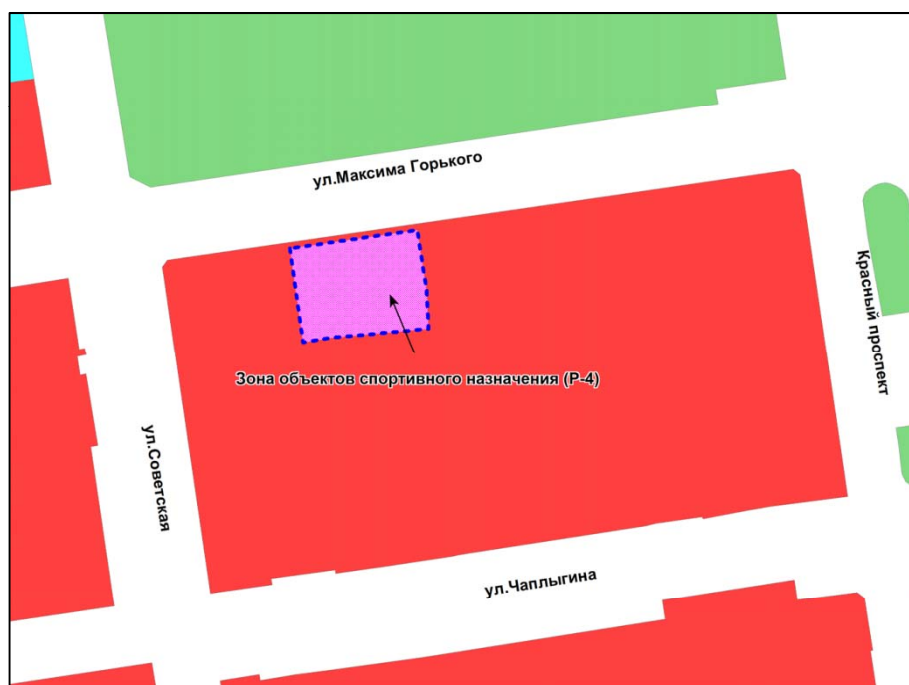 ул.Максима Горького
Красный проспект
Зона объектов спортивного назначения (Р-4)
ул.Советская
ул.Чаплыгина